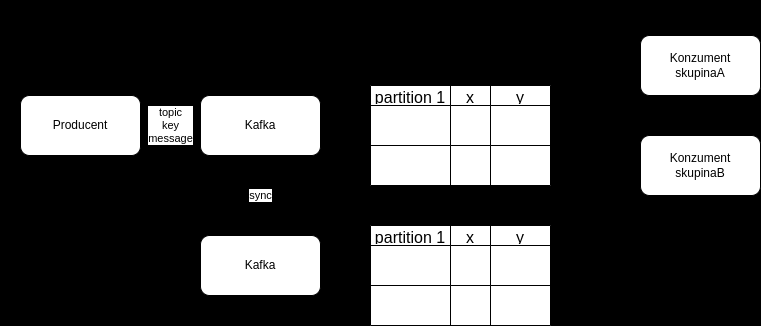 Konzument
skupinaA
partition 1 x y
Producent
topic
key
message
Kafka
Konzument
skupinaB
sync
partition 1 x y
Kafka